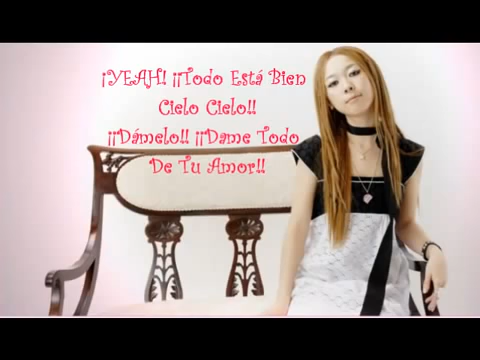 ¡YEAH! ¡¡Todo Está Bien
Cielo Cielo!!
¡¡Dámelo!! ¡¡Dame Todo
De Tu Amor!!